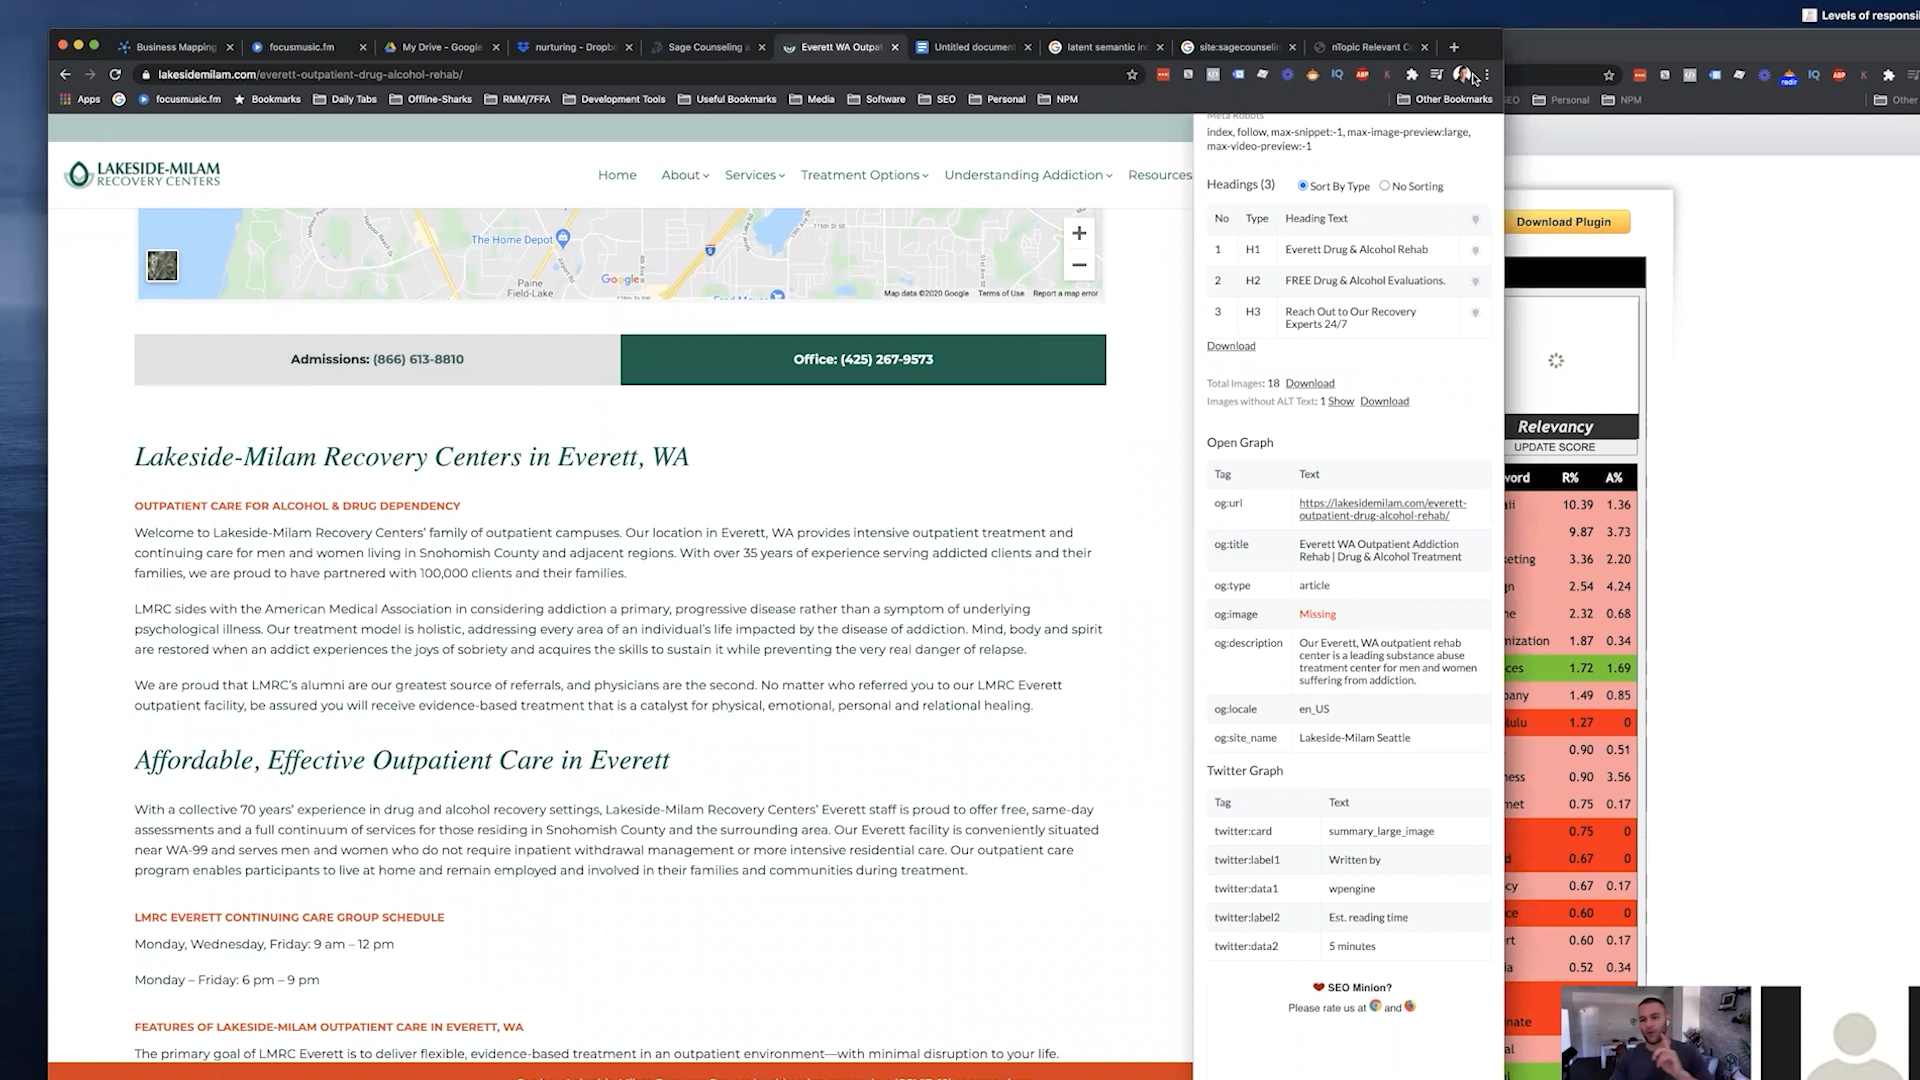 Levels of responsi
Business Mapping
focusmusic.fm
My Drive - Google
nurturing - Dropbo
Sage Counseling a
Everett WA Outpat
Untitled document
latent semantic in
site:sagecounselin
nTopic Relevant C
lakesidemilam.com/everett-outpatient-drug-alcohol-rehab/
Apps
focusmusic.fm
Bookmarks
Daily Tabs
Offline-Sharks
RMM/7FFA
Development Tools
Useful Bookmarks
Media
Software
SEO
Personal
NPM
Other Bookmarks
EO
Personal
NPM
Other
LAKESIDE-MILAM
RECOVERY CENTERS
Home
About
Services
Treatment Options
Understanding Addiction
Resources
The Home Depot
Paine
Field-Lake
Google
Map data ©2020 Google
Terms of Use
Report a map error
Admissions: (866) 613-8810
Office: (425) 267-9573
Lakeside-Milam Recovery Centers in Everett, WA
OUTPATIENT CARE FOR ALCOHOL & DRUG DEPENDENCY
Welcome to Lakeside-Milam Recovery Centers’ family of outpatient campuses. Our location in Everett, WA provides intensive outpatient treatment and
continuing care for men and women living in Snohomish County and adjacent regions. With over 35 years of experience serving addicted clients and their
families, we are proud to have partnered with 100,000 clients and their families.
LMRC sides with the American Medical Association in considering addiction a primary, progressive disease rather than a symptom of underlying
psychological illness. Our treatment model is holistic, addressing every area of an individual’s life impacted by the disease of addiction. Mind, body and spirit
are restored when an addict experiences the joys of sobriety and acquires the skills to sustain it while preventing the very real danger of relapse.
We are proud that LMRC’s alumni are our greatest source of referrals, and physicians are the second. No matter who referred you to our LMRC Everett
outpatient facility, be assured you will receive evidence-based treatment that is a catalyst for physical, emotional, personal and relational healing.
Affordable, Effective Outpatient Care in Everett
With a collective 70 years’ experience in drug and alcohol recovery settings, Lakeside-Milam Recovery Centers’ Everett staff is proud to offer free, same-day
assessments and a full continuum of services for those residing in Snohomish County and the surrounding area. Our Everett facility is conveniently situated
near WA-99 and serves men and women who do not require inpatient withdrawal management or more intensive residential care. Our outpatient care
program enables participants to live at home and remain employed and involved in their families and communities during treatment.
LMRC EVERETT CONTINUING CARE GROUP SCHEDULE
Monday, Wednesday, Friday: 9 am – 12 pm
Monday – Friday: 6 pm – 9 pm
FEATURES OF LAKESIDE-MILAM OUTPATIENT CARE IN EVERETT, WA
The primary goal of LMRC Everett is to deliver flexible, evidence-based treatment in an outpatient environment—with minimal disruption to your life.
Meta Robots
index, follow, max-snippet:-1, max-image-preview:large,
max-video-preview:-1
Headings (3)
Sort By Type
No Sorting
No Type Heading Text
1 H1 Everett Drug & Alcohol Rehab
2 H2 FREE Drug & Alcohol Evaluations.
3 H3 Reach Out to Our Recovery
Experts 24/7
Download
Total Images: 18 Download
Images without ALT Text: 1 Show Download
Open Graph
Tag Text
og:url https://lakesidemilam.com/everett-
outpatient-drug-alcohol-rehab/
og:title Everett WA Outpatient Addiction
Rehab | Drug & Alcohol Treatment
og:type article
og:image Missing
og:description Our Everett, WA outpatient rehab
center is a leading substance abuse
treatment center for men and women
suffering from addiction.
og:locale en_US
og:site_name Lakeside-Milam Seattle
Twitter Graph
Tag Text
twitter:card summary_large_image
twitter:label1 Written by
twitter:data1 wpengine
twitter:label2 Est. reading time
twitter:data2 5 minutes
SEO Minion?
Please rate us at and
Download Plugin
Relevancy
UPDATE SCORE
word R% A%
aii 10.39 1.36
9.87 3.73
eting 3.36 2.20
gn 2.54 4.24
ne 2.32 0.68
mization 1.87 0.34
ces 1.72 1.69
pany 1.49 0.85
lulu 1.27 0
0.90 0.51
ness 0.90 3.56
net 0.75 0.17
0.75 0
d 0.67 0
cy 0.67 0.17
ce 0.60 0
rt 0.60 0.17
ia 0.52 0.34
nate
al